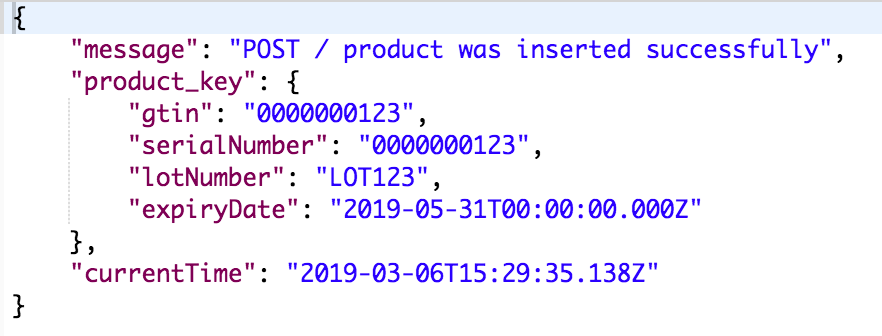 {
"message": "POST / product was inserted successfully",
"product_key": {
"gtin": "0000000123",
"serialNumber": "0000000123",
"lotNumber": "LOT123",
"expiryDate": "2019-05-31T00:00:00.000Z"
},
"currentTime": "2019-03-06T15:29:35.138Z"
}